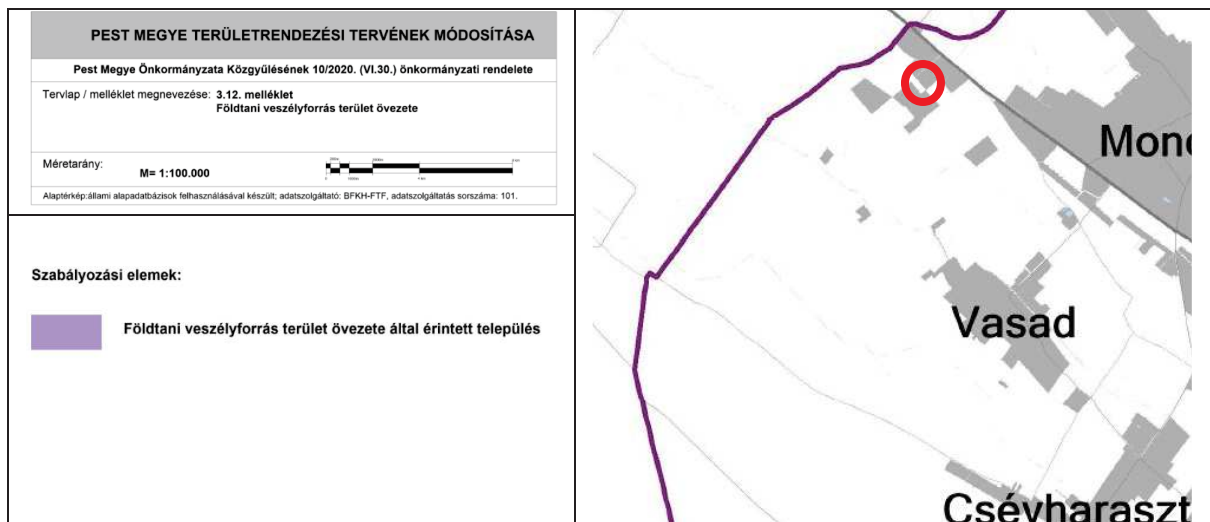 PEST MEGYE TERÜLETRENDEZÉSI TERVÉNEK MÓDOSÍTÁSA
Pest Megye Önkormányzata Közgyűlésének 10/2020. (VI.30.) önkormányzati rendelete
Tervlap / melléklet megnevezése: 3.12. melléklet
Földtani veszélyforrás terület övezete
Méretarány:
M= 1:100.000
Alaptérkép:állami alapadatbázisok felhasználásával készült; adatszolgáltató: BFKH-FTF, adatszolgáltatás sorszáma: 101.
Szabályozási elemek:
Földtani veszélyforrás terület övezete által érintett település
Mono
Vasad
Csévharaszt